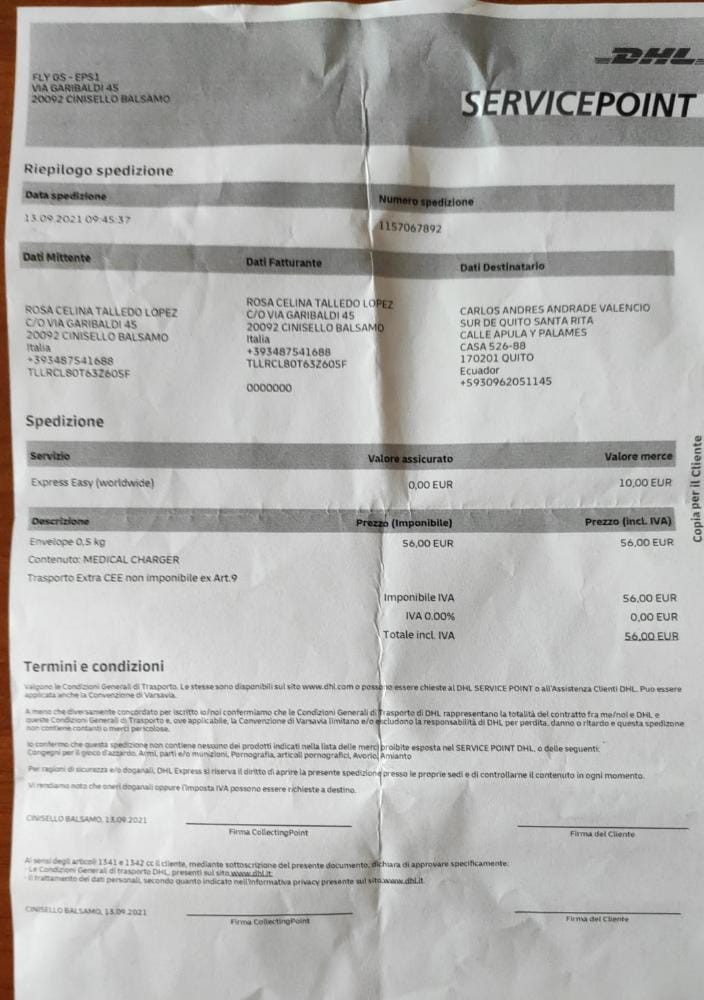 FLY GS - EPS1
VIA GARIBALDI 45
20092 CINISELLO BALSAMO
DHL
SERVICEPOINT
Riepilogo spedizione
Data spedizione
Numero spedizione
13.09.2021 09:45:37
1157067892
Dati Mittente
Dati Fatturante
Dati Destinatario
ROSA CELINA TALLEDO LOPEZ
C/O VIA GARIBALDI 45
20092 CINISELLO BALSAMO
Italia
+393487541688
TLLRCL80T63Z605F
ROSA CELINA TALLEDO LOPEZ
C/O VIA GARIBALDI 45
20092 CINISELLO BALSAMO
Italia
+393487541688
TLLRCL80T63Z605F
0000000
CARLOS ANDRES ANDRADE VALENCIO
SUR DE QUITO SANTA RITA
CALLE APULA Y PALAMES
CASA 526-88
170201 QUITO
Ecuador
+5930962051145
Spedizione
Servizio
Valore assicurato
Valore merce
Express Easy (worldwide)
0,00 EUR
10,00 EUR
Descrizione
Prezzo (Imponibile)
Prezzo (incl. IVA)
Envelope 0,5 kg
56,00 EUR
56,00 EUR
Contenuto: MEDICAL CHARGER
Trasporto Extra CEE non imponibile ex Art.9
Imponibile IVA
56,00 EUR
IVA 0.00%
0,00 EUR
Totale incl. IVA
56,00 EUR
Copia per il Cliente
Termini e condizioni
Valgono le Condizioni Generali di Trasporto. Le stesse sono disponibili sul sito www.dhl.com o possono essere chieste al DHL SERVICE POINT o all'Assistenza Clienti DHL. Puo essere
applicata anche la Convenzione di Varsavia.
A meno che diversamente concordato per iscritto io/noi confermiamo che le Condizioni Generali di Trasporto di DHL rappresentano la totalità del contratto fra me/noi e DHL e
queste Condizioni Generali di Trasporto e, ove applicabile, la Convenzione di Varsavia limitano e/o escludono la responsabilità di DHL per perdita, danno o ritardo e questa spedizone
non contiene contanti o merci pericolose.
Io confermo che questa spedizione non contiene nessuno dei prodotti indicati nella lista delle merci proibite esposta nel SERVICE POINT DHL, o delle seguenti:
Congegni per il gioco d'azzardo, Armi, parti e/o munizioni, Pornografia, articoli pornografici, Avorio, Amianto
Per ragioni di sicurezza e/o doganali, DHL Express si riserva il diritto di aprire la presente spedizione presso le proprie sedi e di controllarne il contenuto in ogni momento.
Vi rendiamo noto che oneri doganali oppure l'imposta IVA possono essere richieste a destino.
CINISELLO BALSAMO, 13.09.2021
Firma CollectingPoint
Firma del Cliente
Ai sensi degli articoli 1341 e 1342 cc il cliente, mediante sottoscrizione del presente documento, dichiara di approvare specificamente:
- Le Condizioni Generali di trasporto DHL, presenti sul sito www.dhl.it;
- Il trattamento dei dati personali, secondo quanto indicato nell'informativa privacy presente sul sito www.dhl.it.
CINISELLO BALSAMO, 13.09.2021
Firma CollectingPoint
Firma del Cliente